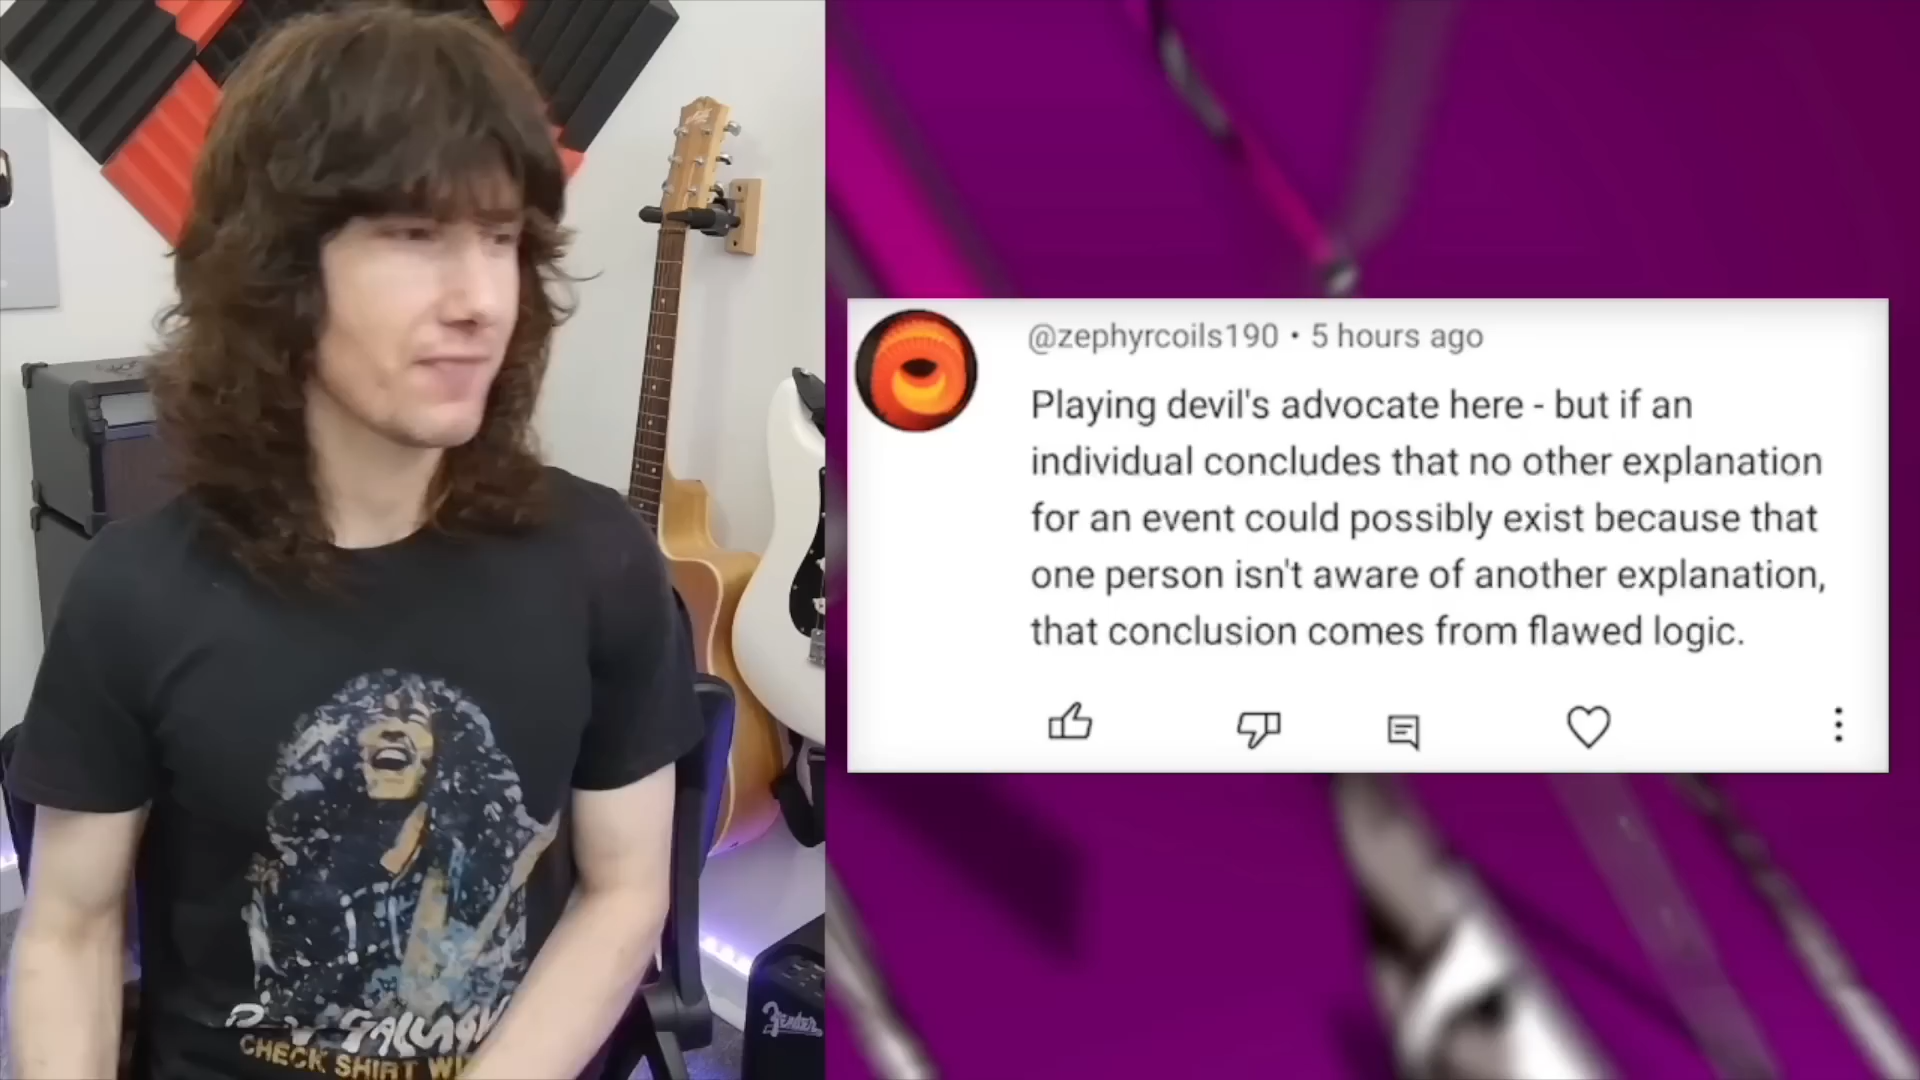 @zephyrcoils190 • 5 hours ago
Playing devil's advocate here - but if an
individual concludes that no other explanation
for an event could possibly exist because that
one person isn't aware of another explanation,
that conclusion comes from flawed logic.
CHECK SHIRT
Fender